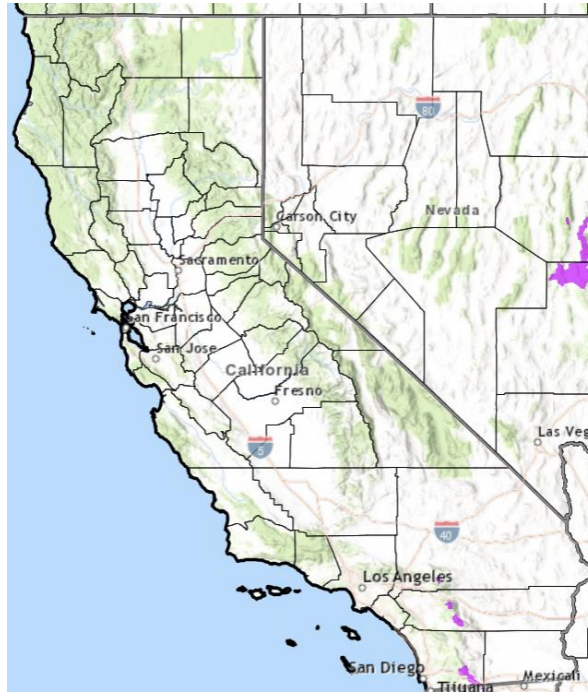 80
Carson City
Nevada
Sacramento
San Francisco
San Jose
California
Fresno
Las Veg
5
40
Los Angeles
San Diego
Tijuana
Mexicali